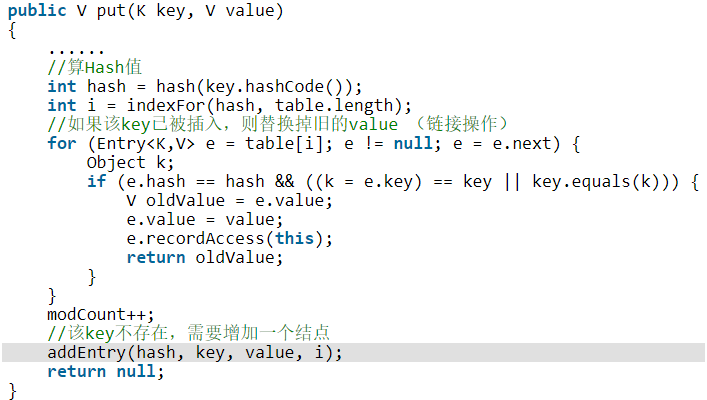 public V put(K key, V value)
{
    ......
    //算Hash值
    int hash = hash(key.hashCode());
    int i = indexFor(hash, table.length);
    //如果该key已被插入，则替换掉旧的value （链接操作）
    for (Entry<K,V> e = table[i]; e != null; e = e.next) {
        Object k;
        if (e.hash == hash && ((k = e.key) == key || key.equals(k))) {
            V oldValue = e.value;
            e.value = value;
            e.recordAccess(this);
            return oldValue;
        }
    }
    modCount++;
    //该key不存在，需要增加一个结点
    addEntry(hash, key, value, i);
    return null;
}